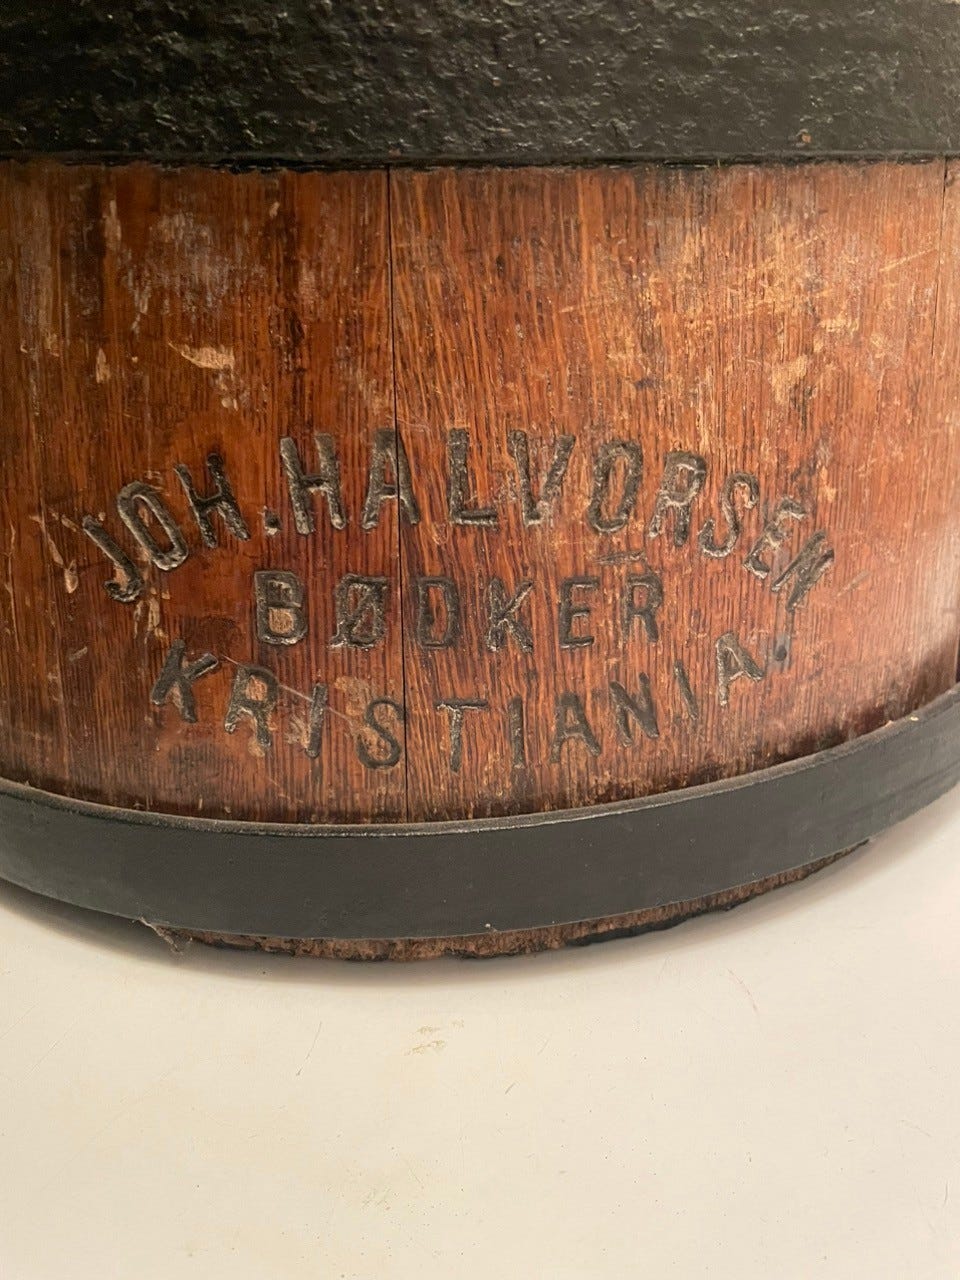 JOH. HALVORSEN
BØDKER
KRISTIANIA.